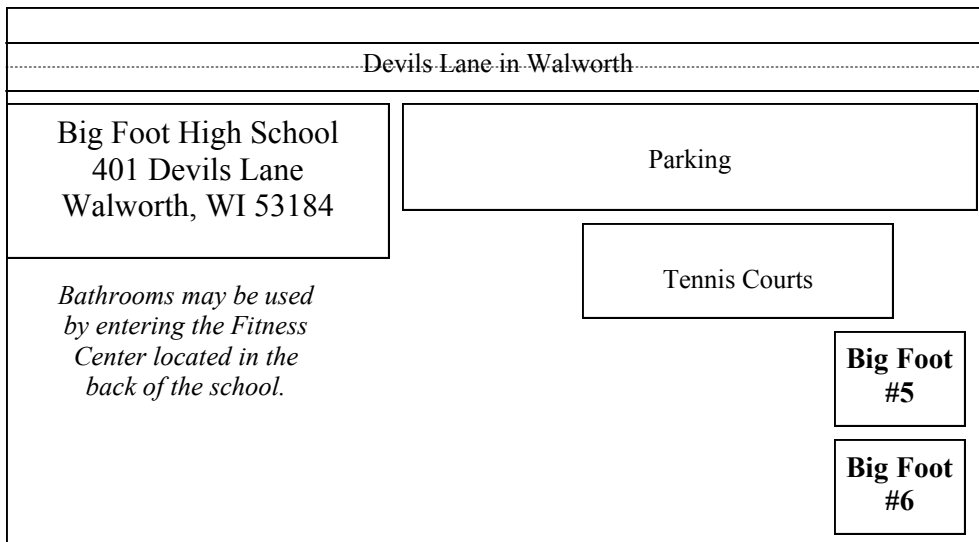 Devils Lane in Walworth
Big Foot High School
401 Devils Lane
Walworth, WI 53184
Parking
Tennis Courts
Bathrooms may be used
by entering the Fitness
Center located in the
back of the school.
Big Foot
#5
Big Foot
#6